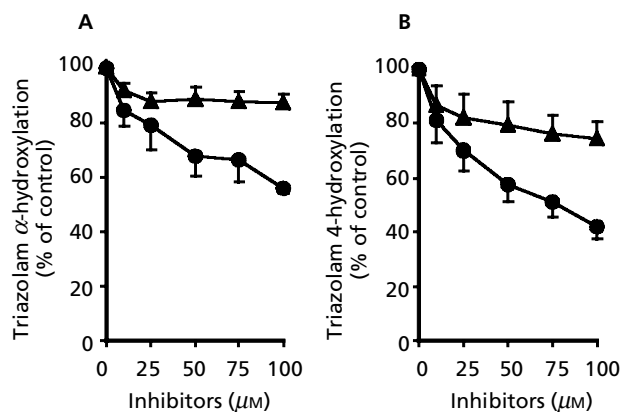 A
Triazolam α-hydroxylation
(% of control)
100
80
60
40
20
0
0 25 50 75 100
Inhibitors (μM)
B
Triazolam 4-hydroxylation
(% of control)
100
80
60
40
20
0
0 25 50 75 100
Inhibitors (μM)